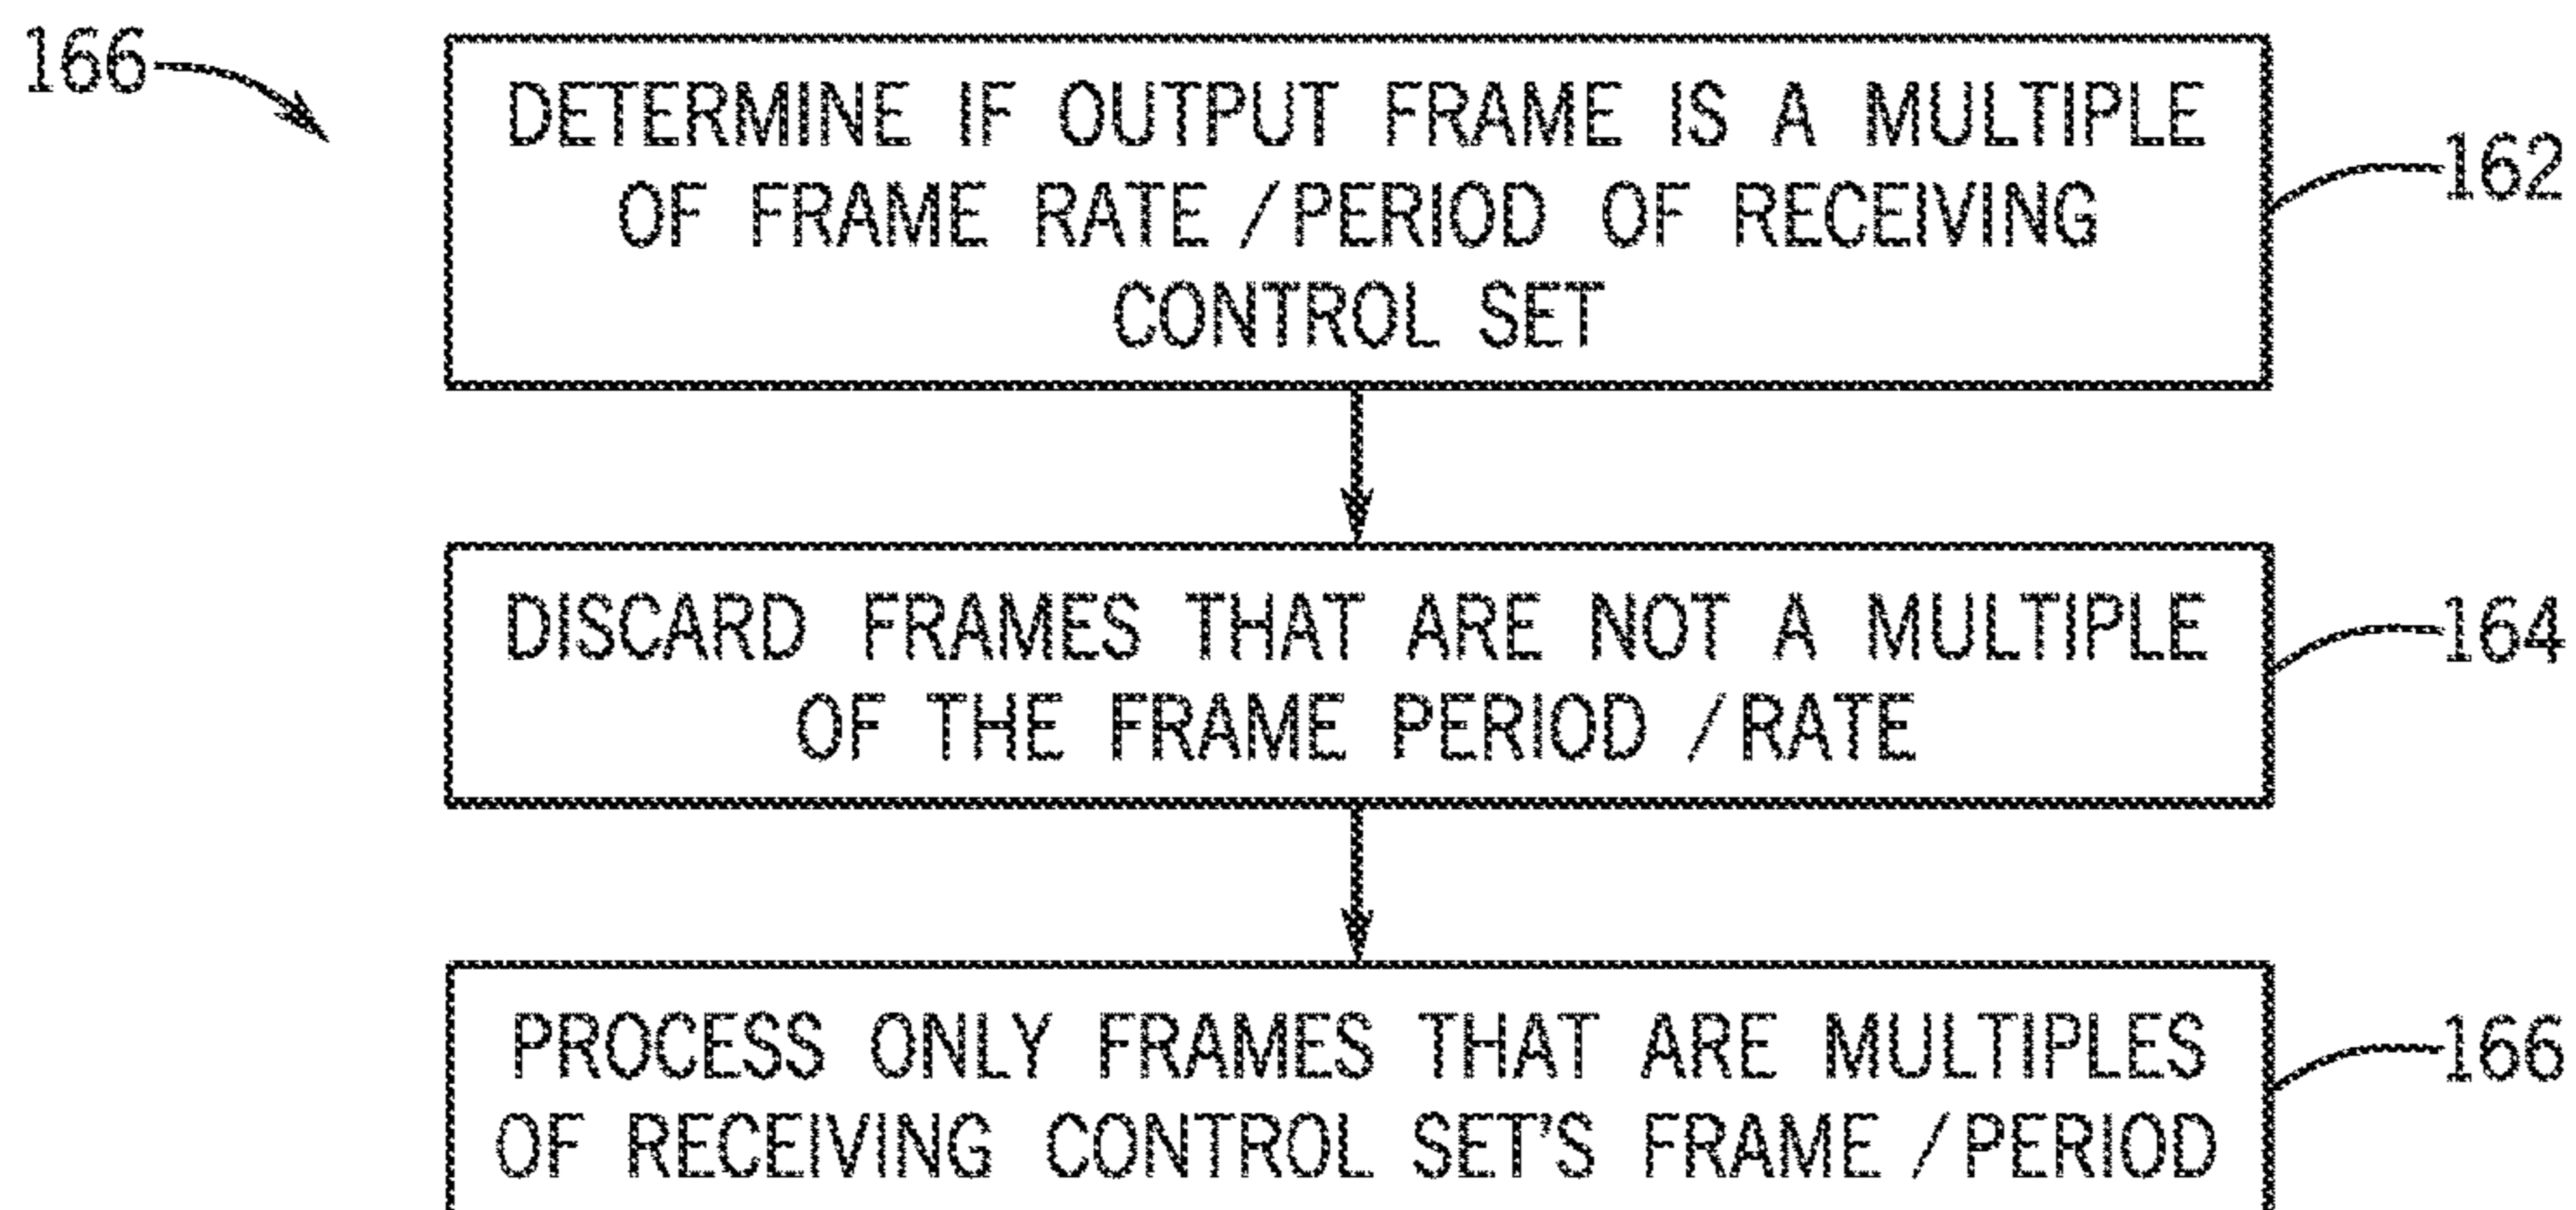 166
DETERMINE IF OUTPUT FRAME IS A MULTIPLE
OF FRAME RATE /PERIOD OF RECEIVING
CONTROL SET
162
DISCARD FRAMES THAT ARE NOT A MULTIPLE
OF THE FRAME PERIOD /RATE
164
PROCESS ONLY FRAMES THAT ARE MULTIPLES
OF RECEIVING CONTROL SET'S FRAME /PERIOD
166